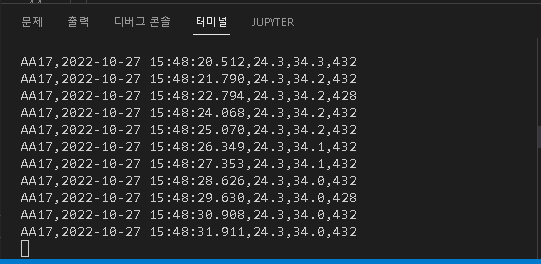 문제 출력 디버그 콘솔 터미널 JUPYTER
AA17,2022-10-27 15:48:20.512,24.3,34.3,432
AA17,2022-10-27 15:48:21.790,24.3,34.2,432
AA17,2022-10-27 15:48:22.794,24.3,34.2,428
AA17,2022-10-27 15:48:24.068,24.3,34.2,432
AA17,2022-10-27 15:48:25.070,24.3,34.2,432
AA17,2022-10-27 15:48:26.349,24.3,34.1,432
AA17,2022-10-27 15:48:27.353,24.3,34.1,432
AA17,2022-10-27 15:48:28.626,24.3,34.0,432
AA17,2022-10-27 15:48:29.630,24.3,34.0,428
AA17,2022-10-27 15:48:30.908,24.3,34.0,432
AA17,2022-10-27 15:48:31.911,24.3,34.0,432